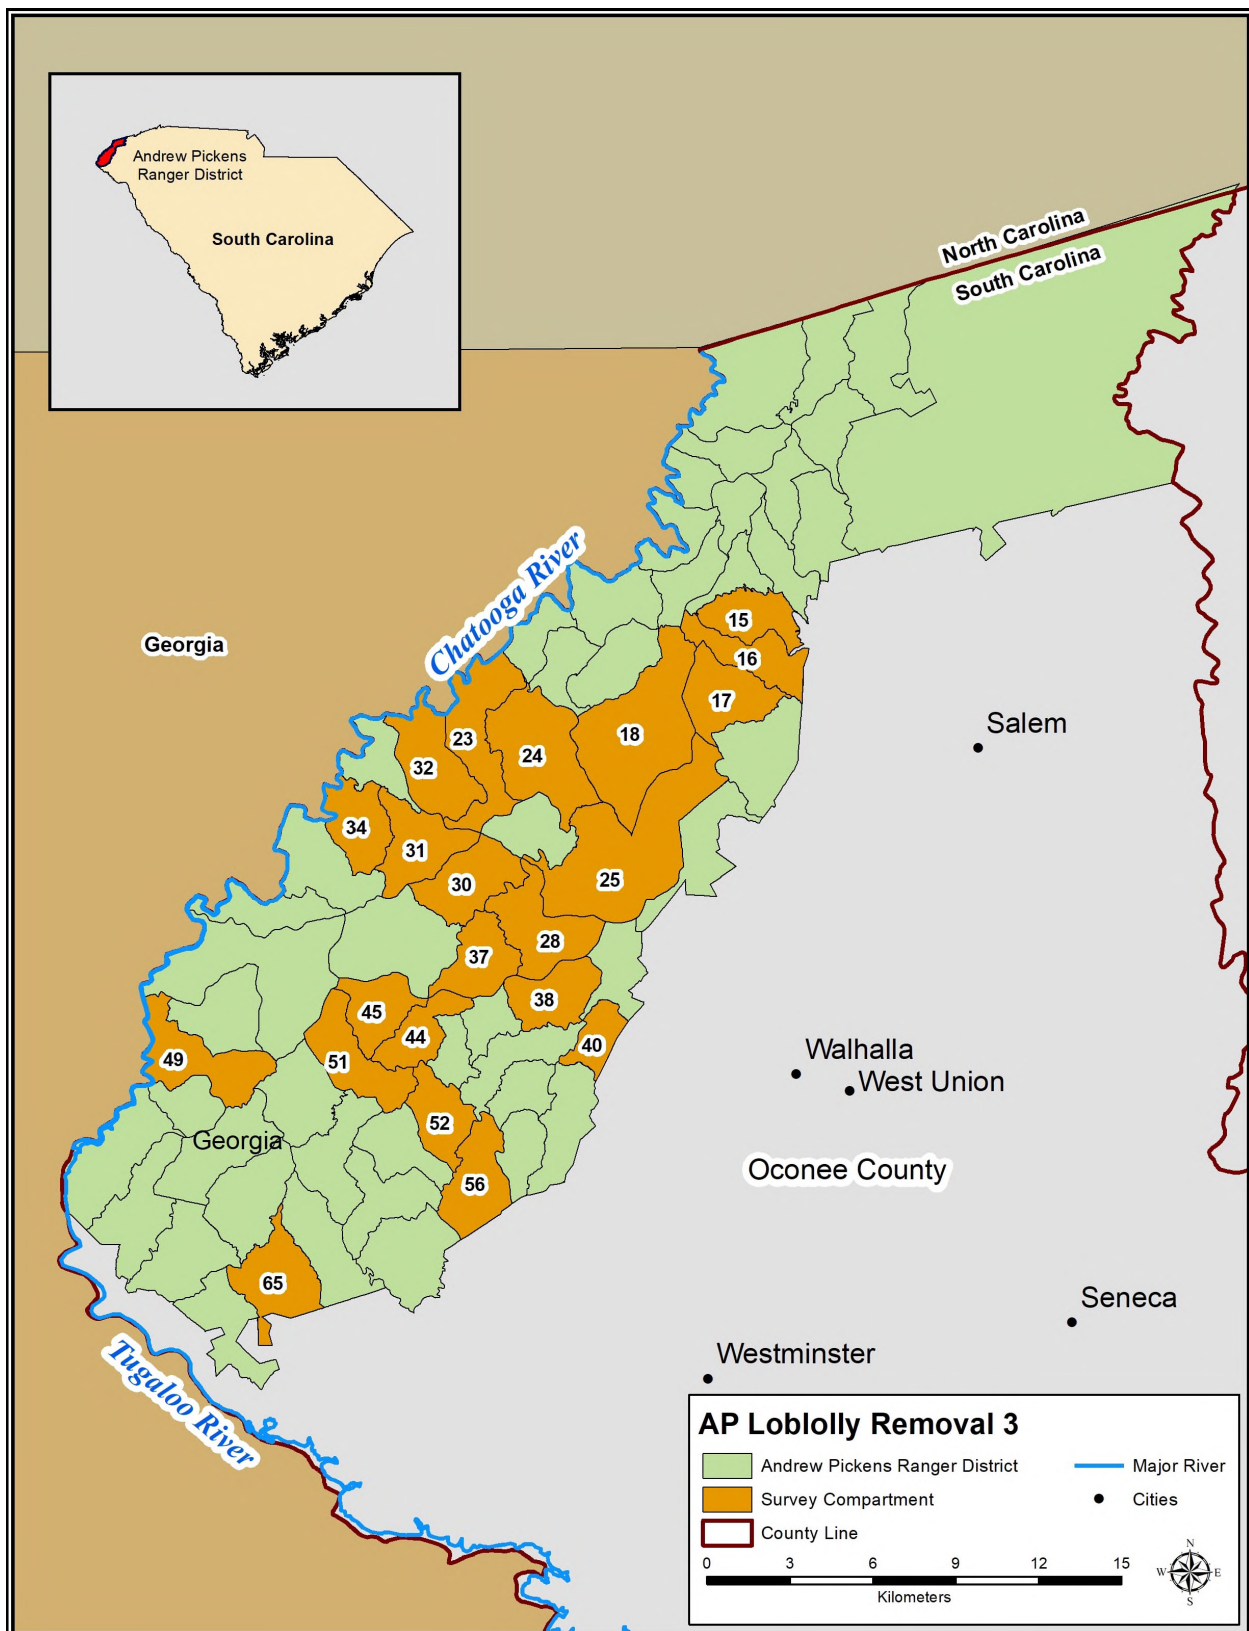 Andrew Pickens
Ranger District
South Carolina
North Carolina
South Carolina
Chatooga River
Georgia
15
16
17
18
23
24
32
34
31
30
25
28
37
38
45
44
40
49
51
52
56
65
Salem
Walhalla
West Union
Oconee County
Georgia
Seneca
Westminster
Tugaloo River
AP Loblolly Removal 3
Andrew Pickens Ranger District
Major River
Survey Compartment
Cities
County Line
0 3 6 9 12 15
Kilometers
N
W E
S